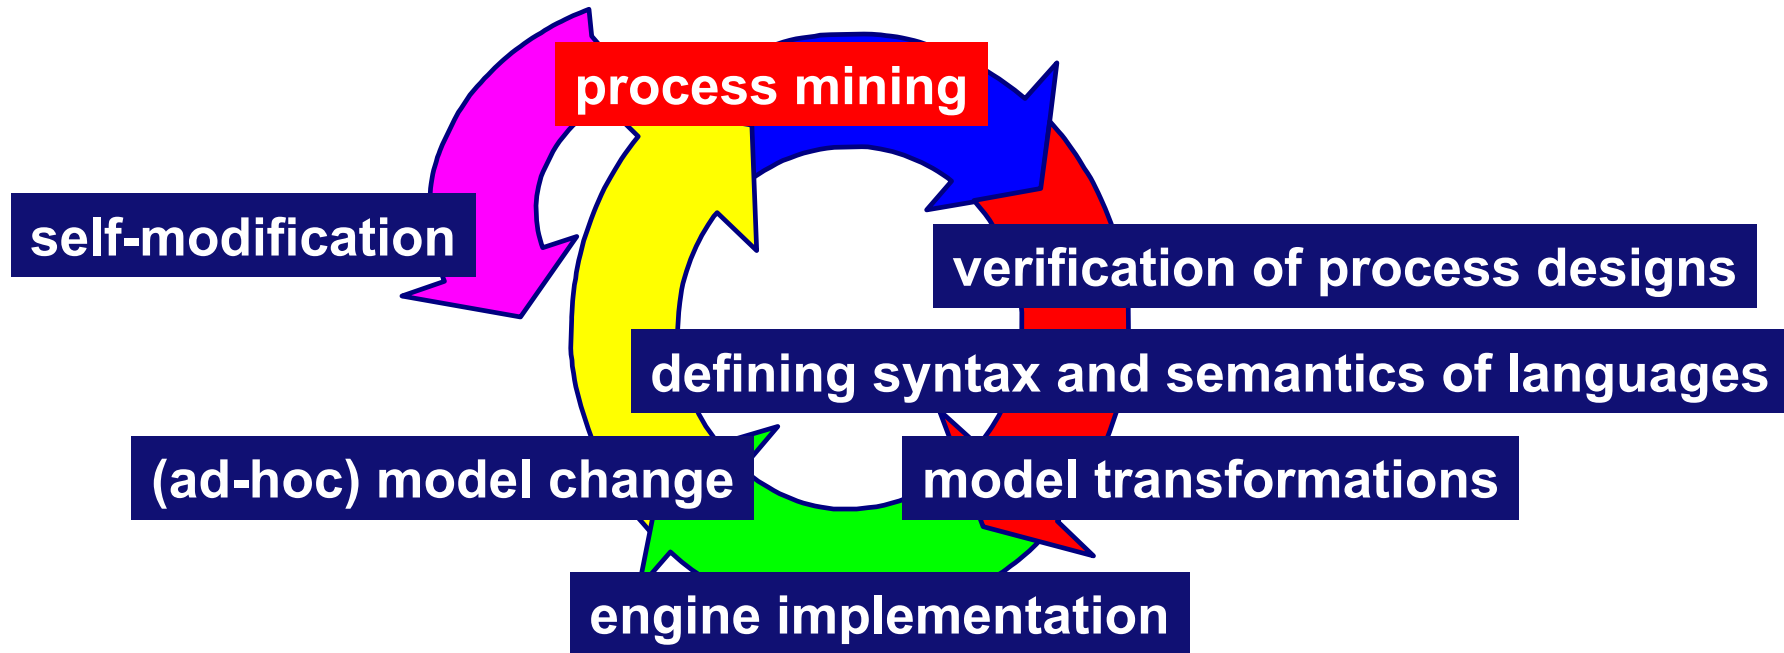 process mining
self-modification
verification of process designs
defining syntax and semantics of languages
(ad-hoc) model change
model transformations
engine implementation